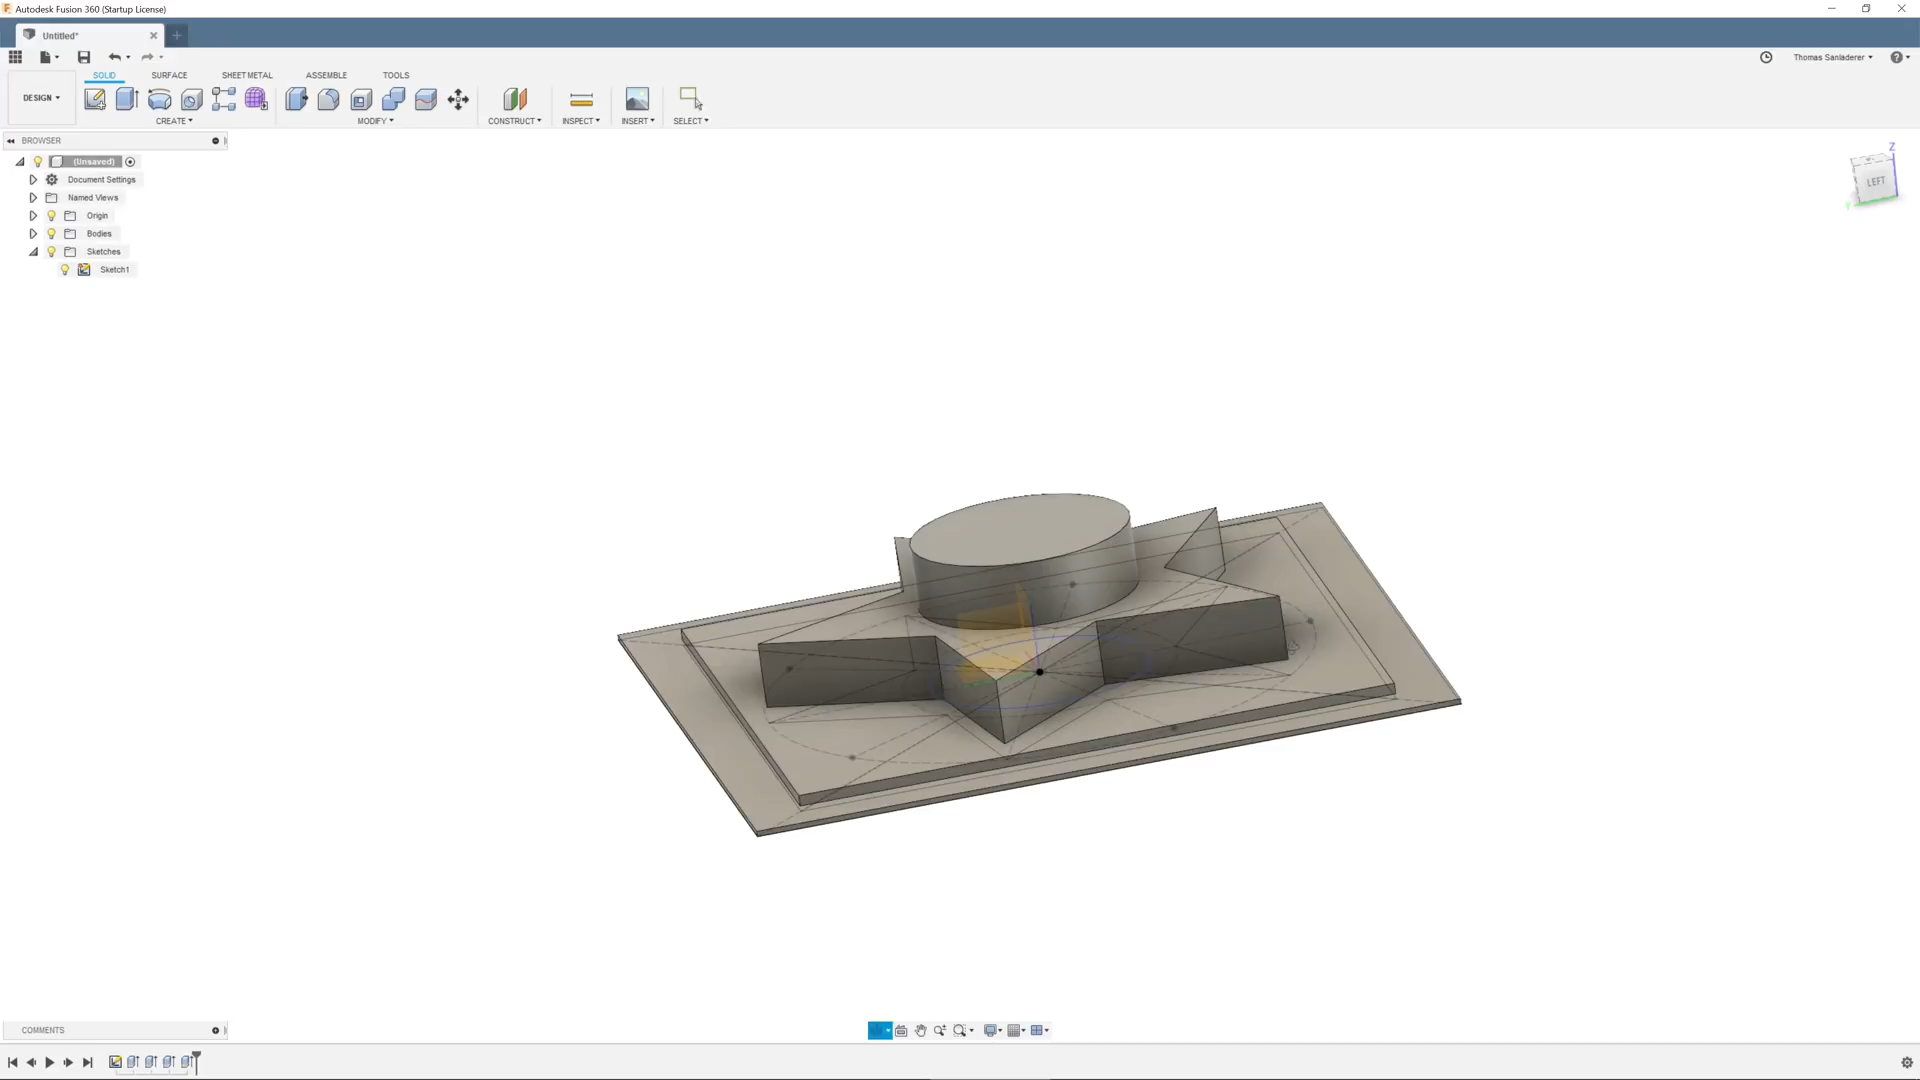 Autodesk Fusion 360 (Startup License)
Untitled*
Thomas Sanladerer
DESIGN
SOLID
SURFACE
SHEET METAL
ASSEMBLE
TOOLS
CREATE
MODIFY
CONSTRUCT
INSPECT
INSERT
SELECT
BROWSER
(Unsaved)
Document Settings
Named Views
Origin
Bodies
Sketches
Sketch1
Z
LEFT
Y
COMMENTS